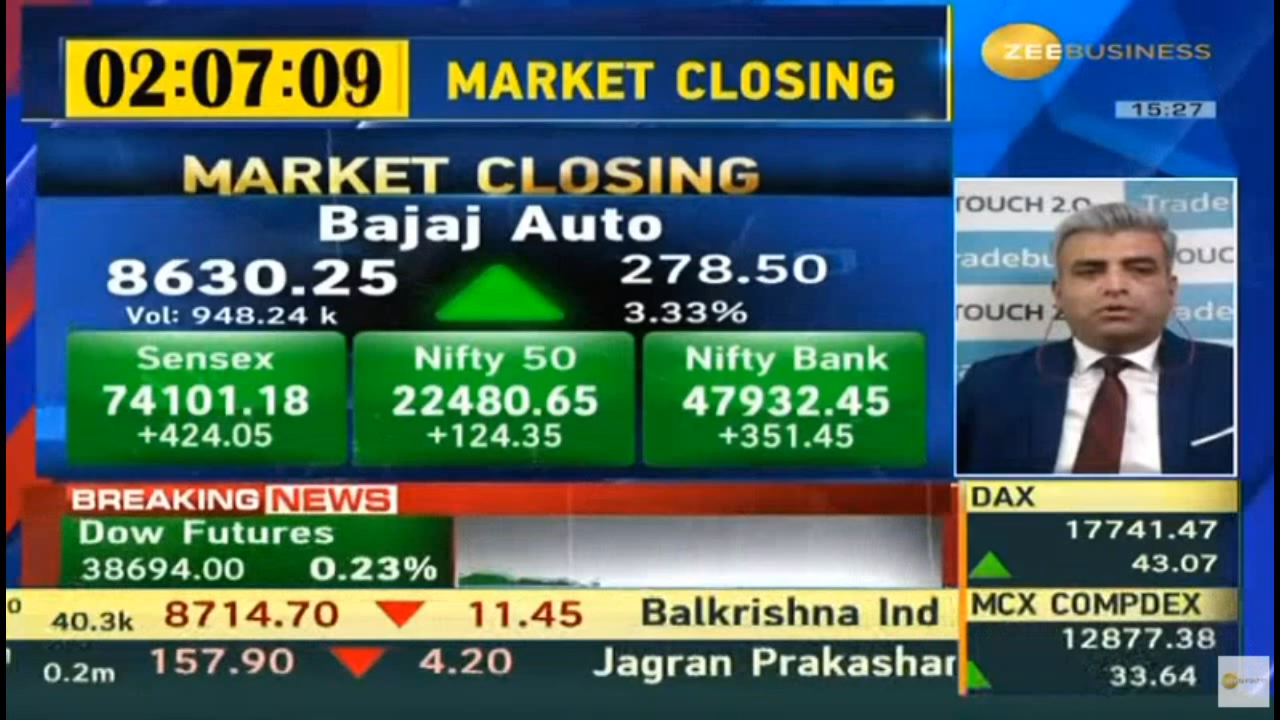 02:07:09 MARKET CLOSING
ZEEBUSINESS
15:27
MARKET CLOSING
Bajaj Auto
8630.25 278.50
Vol: 948.24 k 3.33%
Sensex Nifty 50 Nifty Bank
74101.18 22480.65 47932.45
+424.05 +124.35 +351.45
TOUCH 2.0 Trade
radebu OUC
TOUCH ade
BREAKING NEWS
Dow Futures
38694.00 0.23%
40.3k 8714.70 11.45 Balkrishna Ind
0.2m 157.90 4.20 Jagran Prakashan
DAX
17741.47
43.07
MCX COMPDEX
12877.38
33.64